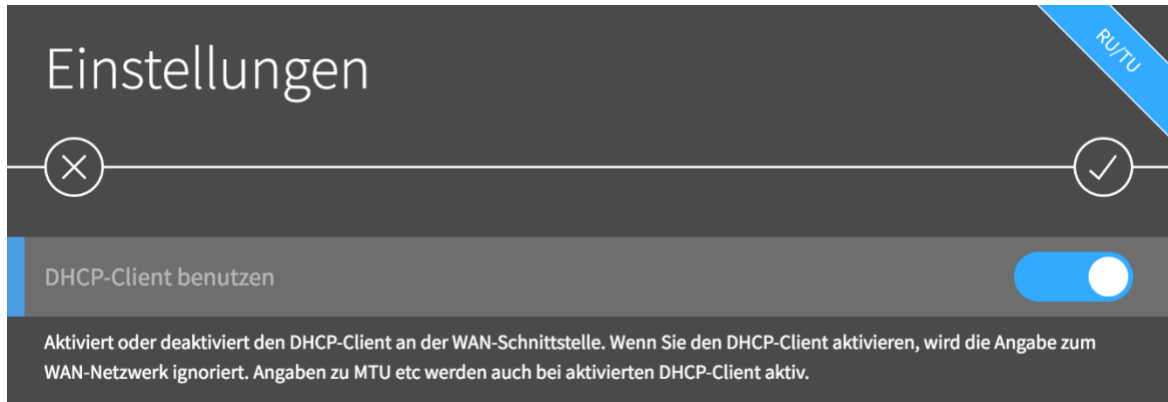 Einstellungen
RU/TU
DHCP-Client benutzen
Aktiviert oder deaktiviert den DHCP-Client an der WAN-Schnittstelle. Wenn Sie den DHCP-Client aktivieren, wird die Angabe zum
WAN-Netzwerk ignoriert. Angaben zu MTU etc werden auch bei aktivierten DHCP-Client aktiv.